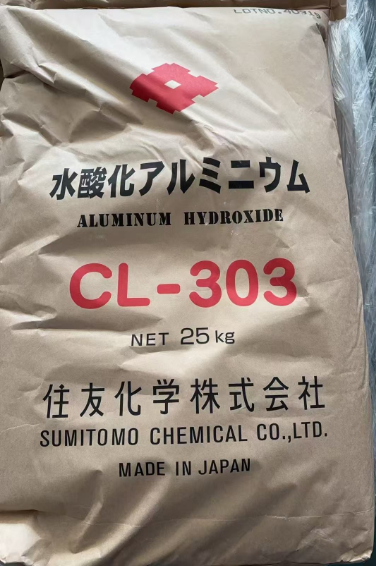 水酸化アルミニウム
ALUMINUM HYDROXIDE
CL-303
NET 25kg
住友化学株式会社
SUMITOMO CHEMICAL CO.,LTD.
MADE IN JAPAN